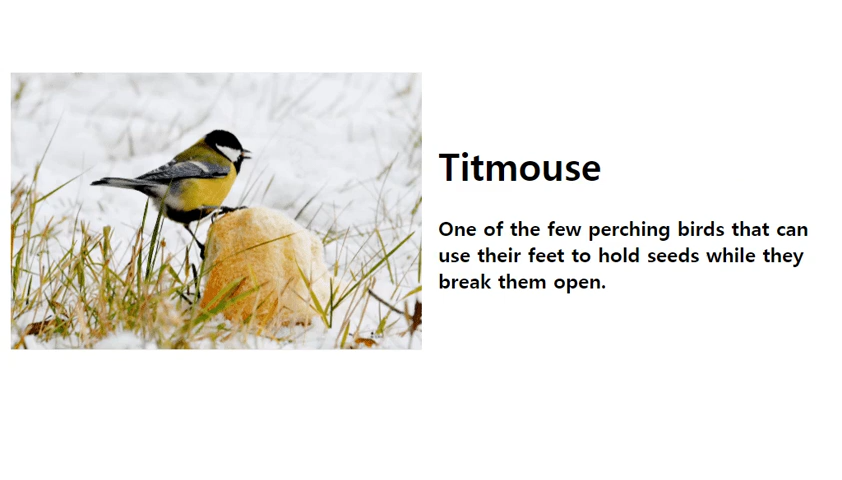 Titmouse
One of the few perching birds that can
use their feet to hold seeds while they
break them open.